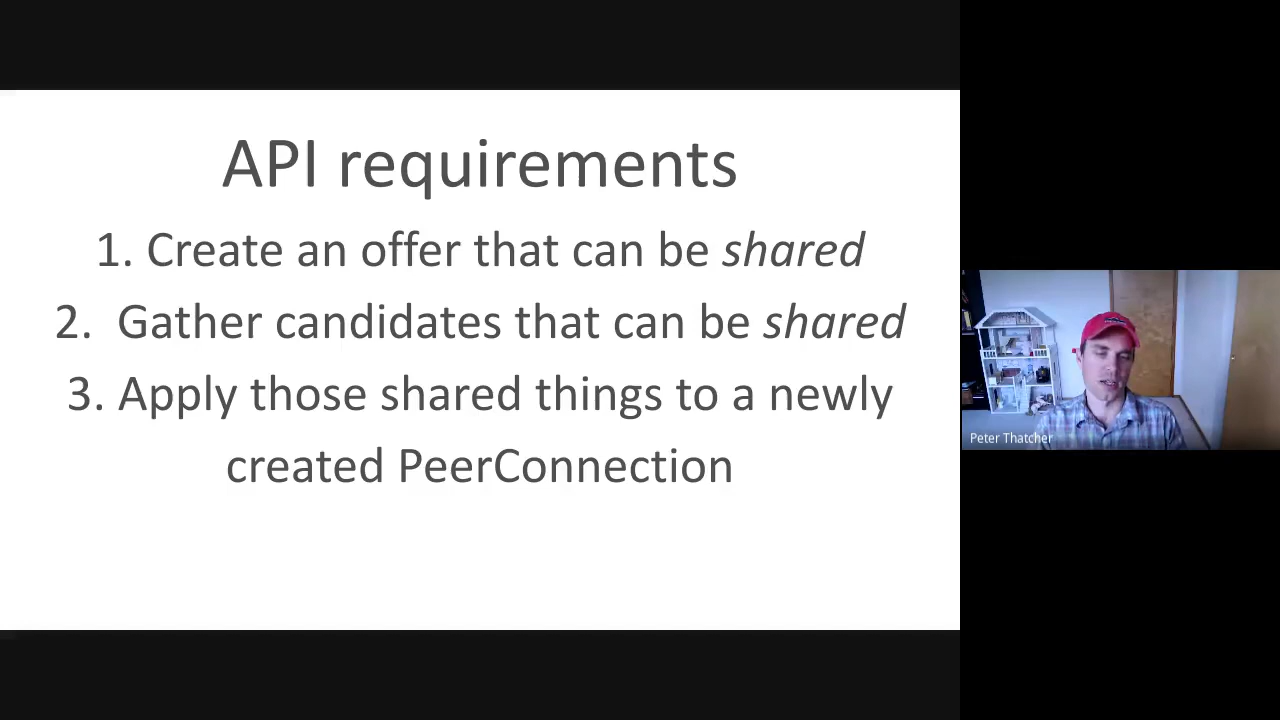 API requirements
1. Create an offer that can be shared
2. Gather candidates that can be shared
3. Apply those shared things to a newly
created PeerConnection
Peter Thatcher